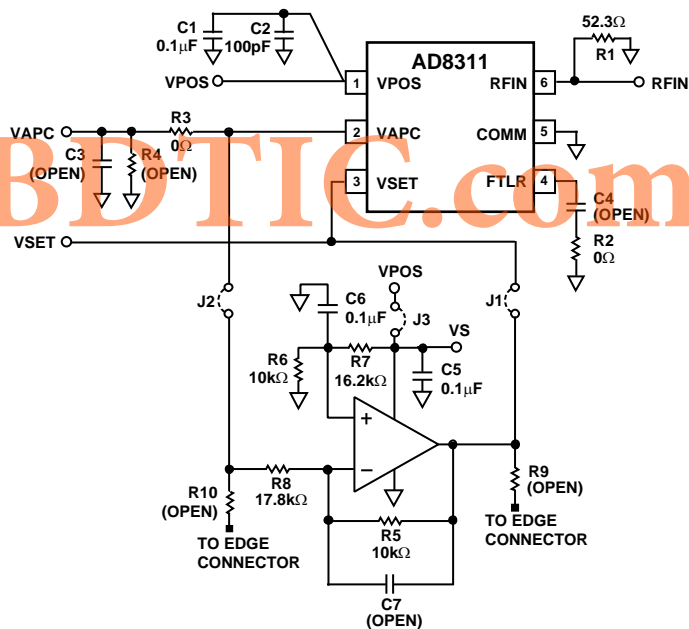 C1
0.1μF
C2
100pF
52.3Ω
R1
AD8311
VPOS
1
VPOS
RFIN
6
RFIN
VAPC
R3
0Ω
2
VAPC
COMM
5
C3
(OPEN)
R4
(OPEN)
3
VSET
FTLR
4
C4
(OPEN)
BDTIC.com
VSET
R2
0Ω
J2
C6
0.1μF
VPOS
J3
J1
VS
R6
10kΩ
R7
16.2kΩ
C5
0.1μF
+
−
R8
17.8kΩ
R10
(OPEN)
R9
(OPEN)
TO EDGE
CONNECTOR
TO EDGE
CONNECTOR
R5
10kΩ
C7
(OPEN)